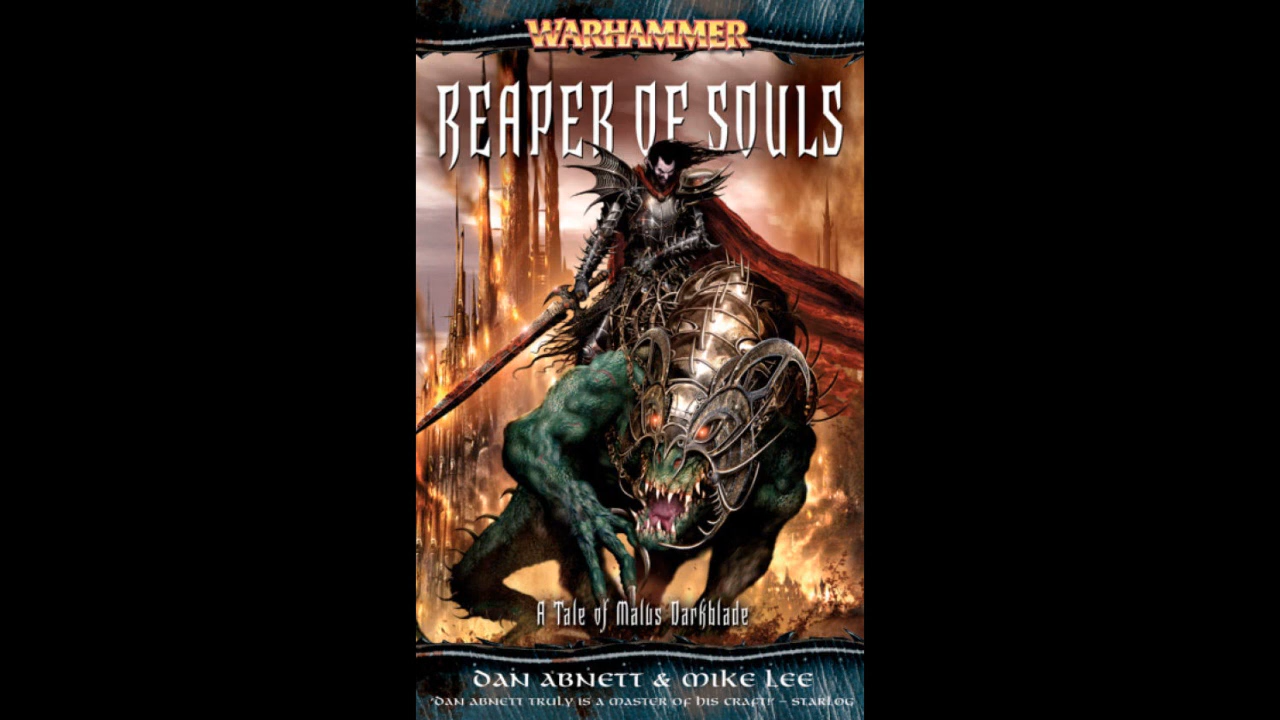 WARHAMMER
REAPER OF SOULS
A Tale of Malus Darkblade
DAN ABNETT & MIKE LEE
'DAN ABNETT TRULY IS A MASTER OF HIS CRAFT!' – STARLOG